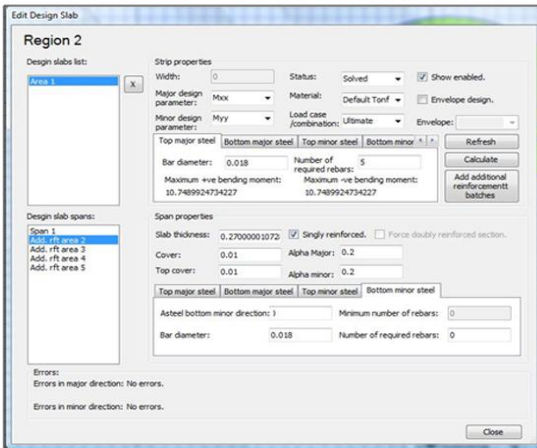 Edit Design Slab
Region 2
Desgin slabs list:
Area 1
X
Strip properties
Width: 0 Status: Solved Show enabled.
Major design parameter: Mxx Material: Default Tonf Envelope design.
Minor design parameter: Myy Load case /combination: Ultimate Envelope:
Top major steel Bottom major steel Top minor steel Bottom minor
Refresh
Bar diameter: 0.018 Number of required rebars: 5
Calculate
Maximum +ve bending moment: Maximum -ve bending moment:
10.7489924734227 10.7489924734227
Add additional
reinforcementt
batches
Design slab spans:
Span 1
Add. rft area 2
Add. rft area 3
Add. rft area 4
Add. rft area 5
Span properties
Slab thickness: 0.27000001072 Singly reinforced. Force doubly reinforced section.
Cover: 0.01 Alpha Major: 0.2
Top cover: 0.01 Alpha minor: 0.2
Top major steel Bottom major steel Top minor steel Bottom minor steel
Asteel bottom minor direction: ) Minimum number of rebars: 0
Bar diameter: 0.018 Number of required rebars: 0
Errors:
Errors in major direction: No errors.
Errors in minor direction: No errors.
Close